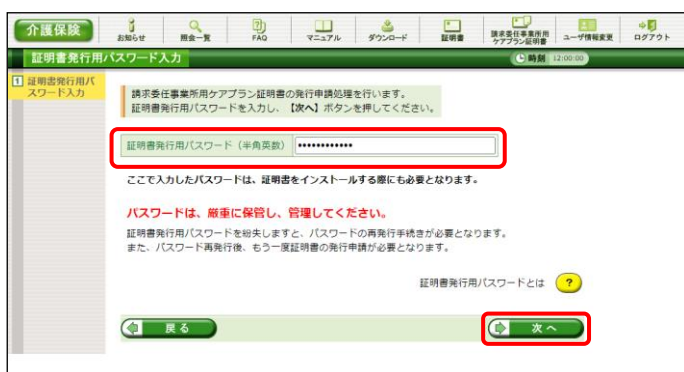 介護保険
お知らせ
照会一覧
FAQ
マニュアル
ダウンロード
証明書
請求委任事業所用
ケアプラン証明書
ユーザ情報変更
ログアウト
証明書発行用パスワード入力
時刻 12:00:00
1 証明書発行用パ
スワード入力
請求委任事業所用ケアプラン証明書の発行申請処理を行います。
証明書発行用パスワードを入力し、【次へ】ボタンを押してください。
証明書発行用パスワード（半角英数） ••••••••••••
ここで入力したパスワードは、証明書をインストールする際にも必要となります。
パスワードは、厳重に保管し、管理してください。
証明書発行用パスワードを紛失しますと、パスワードの再発行手続きが必要となります。
また、パスワード再発行後、もう一度証明書の発行申請が必要となります。
証明書発行用パスワードとは ?
戻る
次へ